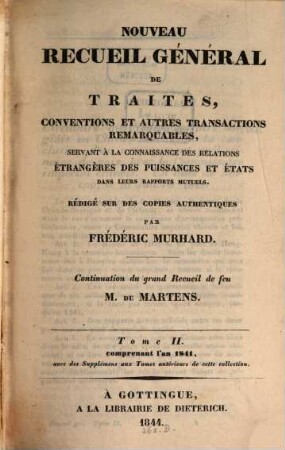 NOUVEAU
RECUEIL GÉNÉRAL
DE
TRAITÉS,
CONVENTIONS ET AUTRES TRANSACTIONS
REMARQUABLES,
SERVANT À LA CONNAISSANCE DES RELATIONS
ÉTRANGÈRES DES PUISSANCES ET ÉTATS
DANS LEURS RAPPORTS MUTUELS.
RÉDIGÉ SUR DES COPIES AUTHENTIQUES
PAR
FRÉDÉRIC MURHARD.
Continuation du grand Recueil de feu
M. DE MARTENS.
Tome II.
comprenant l'an 1841,
avec des Supplémens aux Tomes antérieurs de cette collection.
À GOTTINGUE,
A LA LIBRAIRIE DE DIETERICH.
1844.